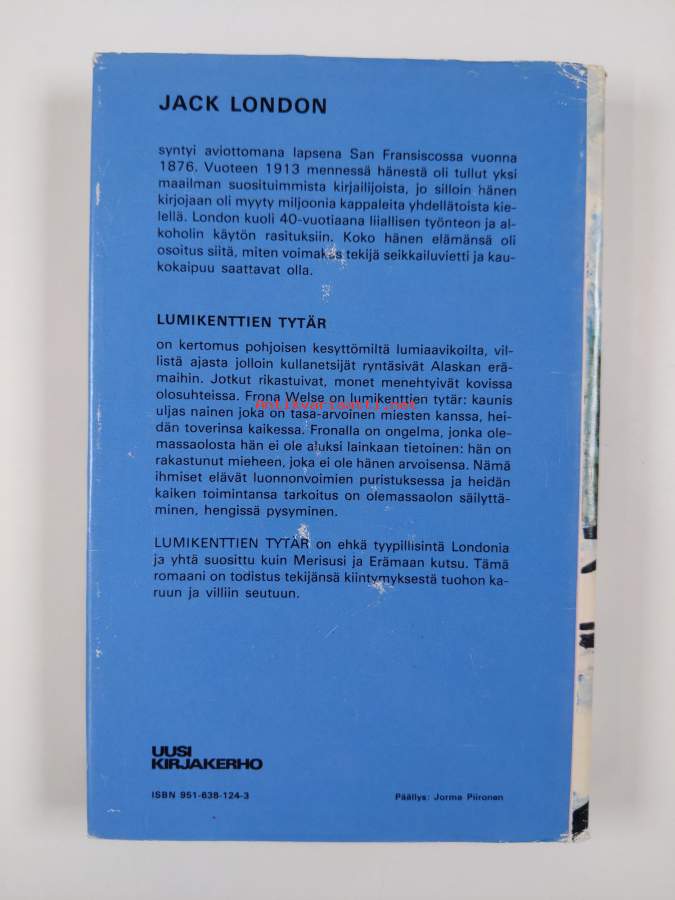 JACK LONDON
syntyi aviottomana lapsena San Fransiscossa vuonna
1876. Vuoteen 1913 mennessä hänestä oli tullut yksi
maailman suosituimmista kirjailijoista, jo silloin hänen
kirjojaan oli myyty miljoonia kappaleita yhdellätoista kie-
lellä. London kuoli 40-vuotiaana liiallisen työnteon ja al-
koholin käytön rasituksiin. Koko hänen elämänsä oli
osoitus siitä, miten voimakas tekijä seikkailuvietti ja kau-
kokaipuu saattavat olla.
LUMIKENTTIEN TYTÄR
on kertomus pohjoisen kesyttömiltä lumiaavikoilta, vil-
listä ajasta jolloin kullanetsijät ryntäsivät Alaskan erä-
maihin. Jotkut rikastuivat, monet menehtyivät kovissa
olosuhteissa. Frona Welse on lumikenttien tytär: kaunis
antikvariaatti.net
uljas nainen joka on tasa-arvoinen miesten kanssa, hei-
dän toverinsa kaikessa. Fronalla on ongelma, jonka ole-
massaolosta hän ei ole aluksi lainkaan tietoinen: hän on
rakastunut mieheen, joka ei ole hänen arvoisensa. Nämä
ihmiset elävät luonnonvoimien puristuksessa ja heidän
kaiken toimintansa tarkoitus on olemassaolon säilyttä-
minen, hengissä pysyminen.
LUMIKENTTIEN TYTÄR on ehkä tyypillisintä Londonia
ja yhtä suosittu kuin Merisusi ja Erämaan kutsu. Tämä
romaani on todistus tekijänsä kiintymyksestä tuohon ka-
ruun ja villiin seutuun.
UUSI
KIRJAKERHO
ISBN 951-638-124-3
Päällys: Jorma Piironen